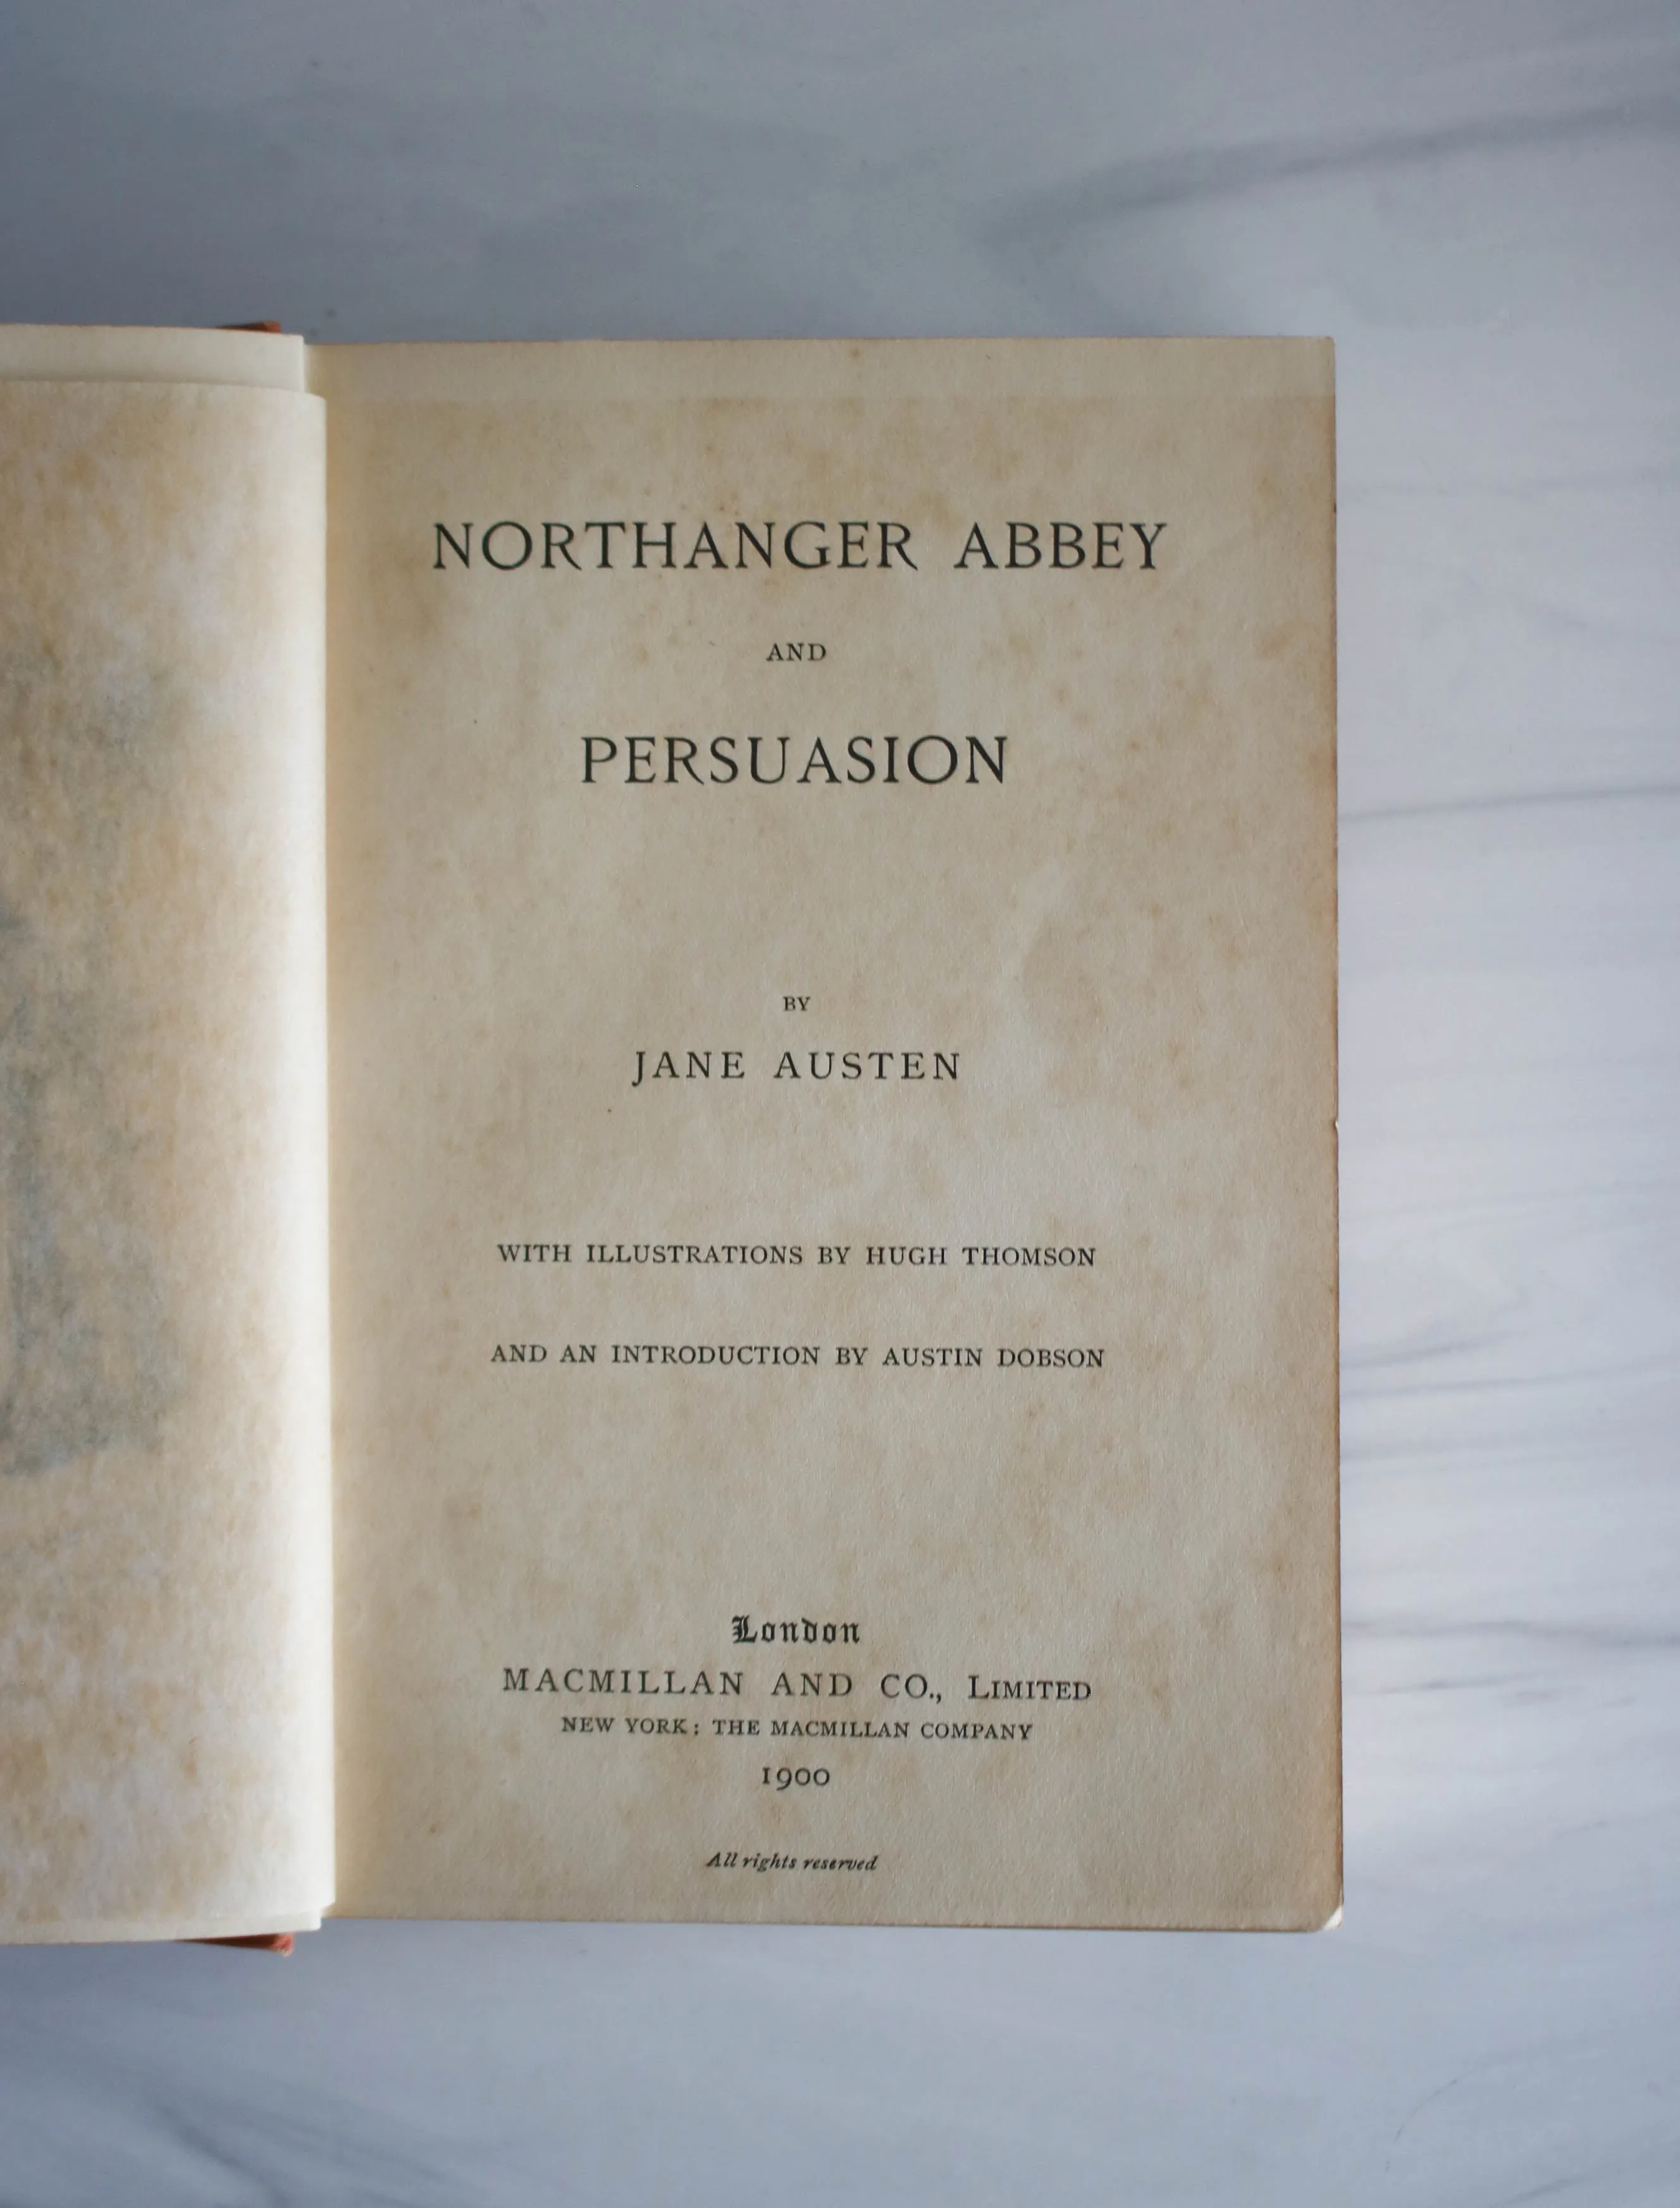 NORTHANGER ABBEY
AND
PERSUASION
BY
JANE AUSTEN
WITH ILLUSTRATIONS BY HUGH THOMSON
AND AN INTRODUCTION BY AUSTIN DOBSON
London
MACMILLAN AND CO., LIMITED
NEW YORK: THE MACMILLAN COMPANY
1900
All rights reserved